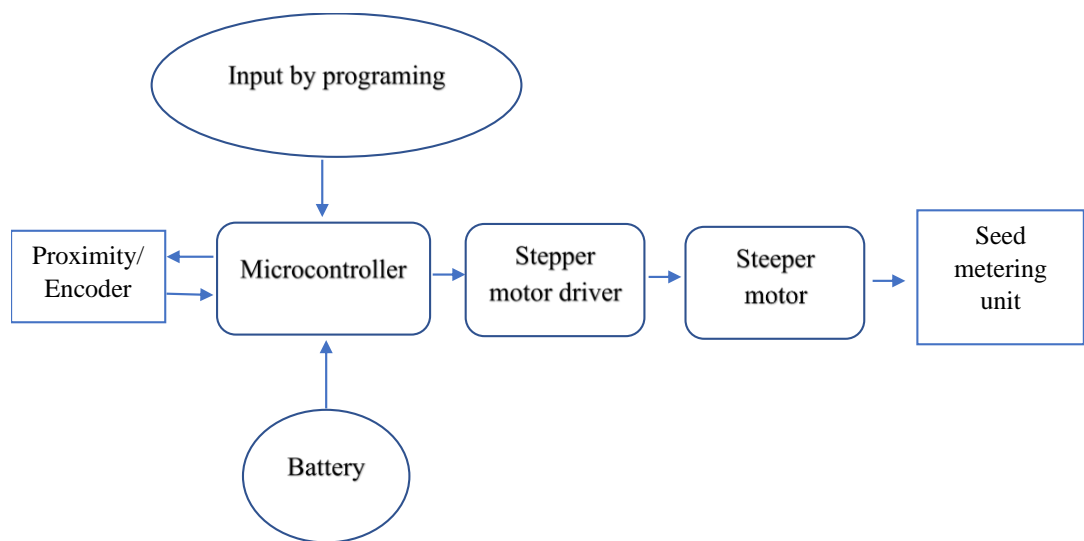 Input by programing
Proximity/
Encoder
Microcontroller
Stepper
motor driver
Steeper
motor
Seed
metering
unit
Battery